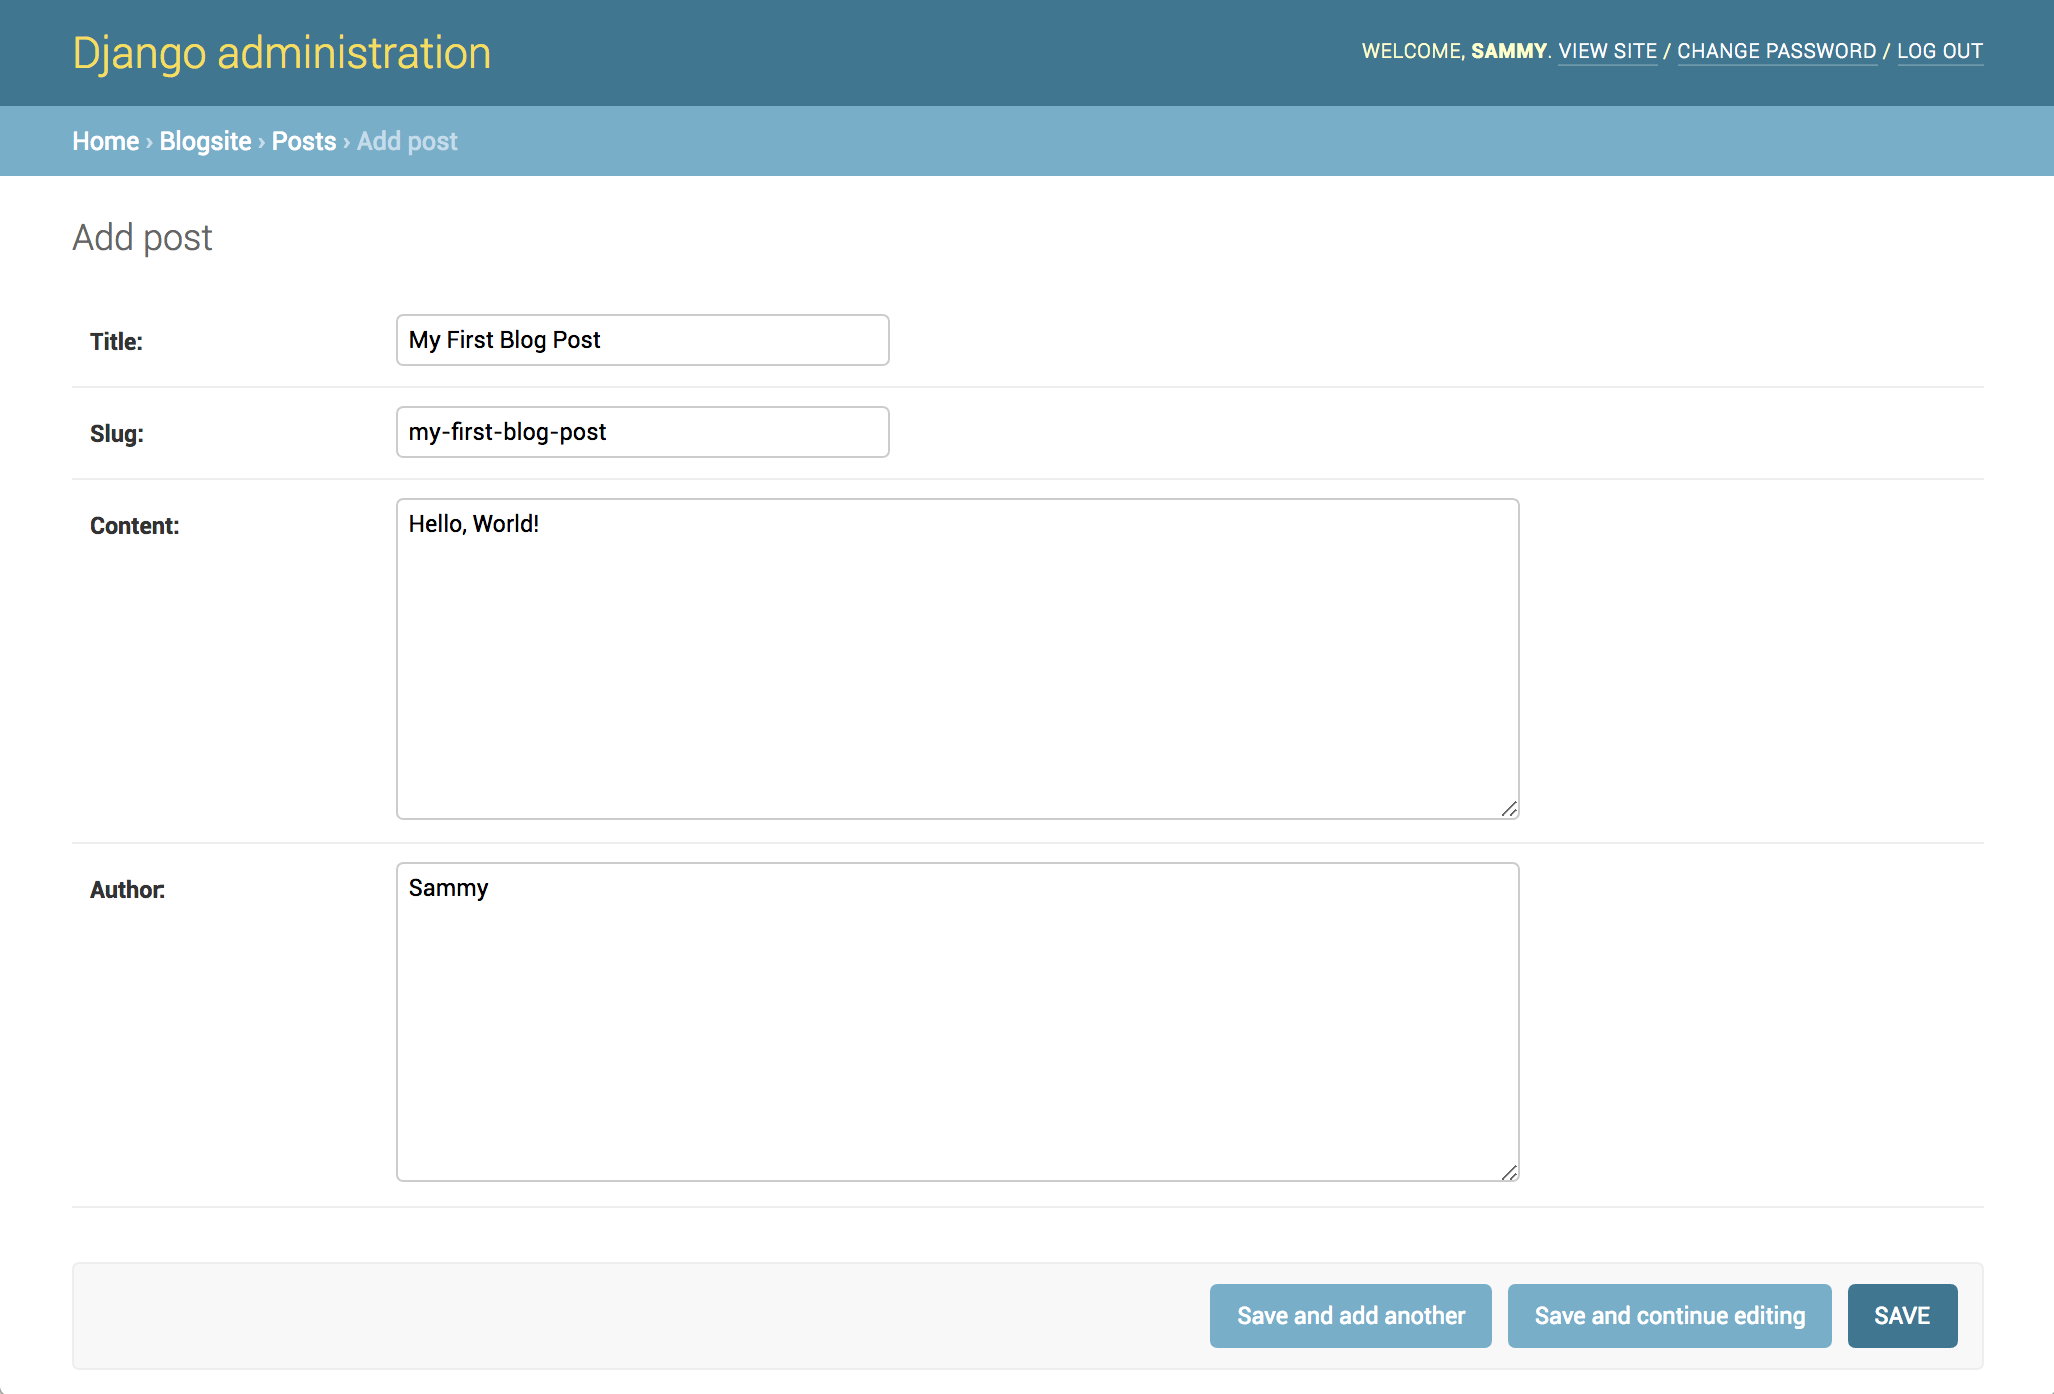 Django administration
WELCOME, SAMMY. VIEW SITE / CHANGE PASSWORD / LOG OUT
Home › Blogsite › Posts › Add post
Add post
Title: My First Blog Post
Slug: my-first-blog-post
Content: Hello, World!
Author: Sammy
Save and add another Save and continue editing SAVE